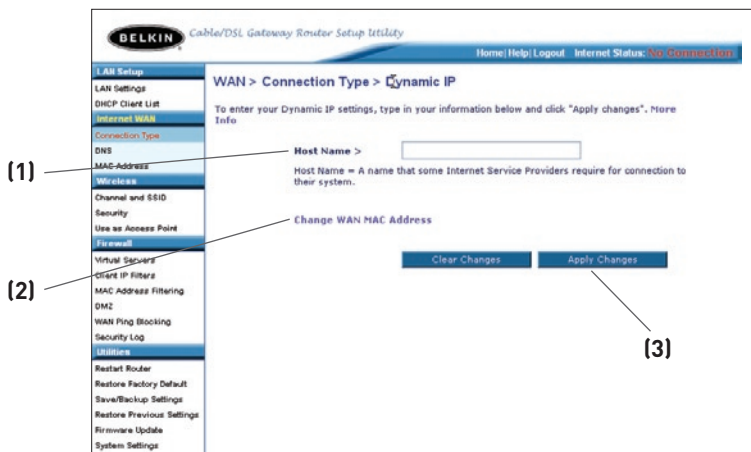 BELKIN
Cable/DSL Gateway Router Setup Utility
Home|Help|Logout Internet Status: No Connection
LAN Setup
LAN Settings
DHCP Client List
Internet WAN
Connection Type
DNS
MAC Address
Wireless
Channel and SSID
Security
Use as Access Point
Firewall
Virtual Servers
Client IP Filters
MAC Address Filtering
DMZ
WAN Ping Blocking
Security Log
Utilities
Restart Router
Restore Factory Default
Save/Backup Settings
Restore Previous Settings
Firmware Update
System Settings
WAN > Connection Type > Dynamic IP
To enter your Dynamic IP settings, type in your information below and click "Apply changes". More
Info
(1)
Host Name >
Host Name = A name that some Internet Service Providers require for connection to
their system.
(2)
Change WAN MAC Address
Clear Changes
Apply Changes
(3)